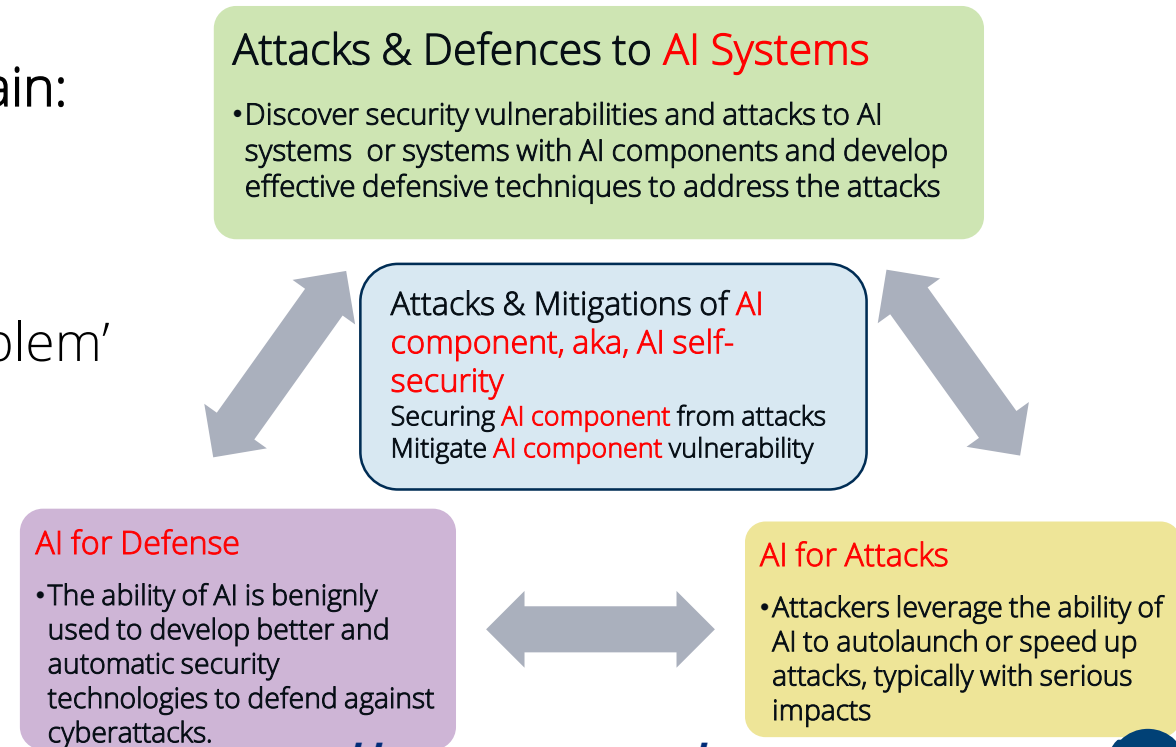 Attacks & Defences to AI Systems
ain:
•Discover security vulnerabilities and attacks to AI
systems or systems with AI components and develop
effective defensive techniques to address the attacks
blem’
Attacks & Mitigations of AI
component, aka, AI self-
security
Securing AI component from attacks
Mitigate AI component vulnerability
AI for Defense
•The ability of AI is benignly
used to develop better and
automatic security
technologies to defend against
cyberattacks.
AI for Attacks
•Attackers leverage the ability of
AI to autolaunch or speed up
attacks, typically with serious
impacts